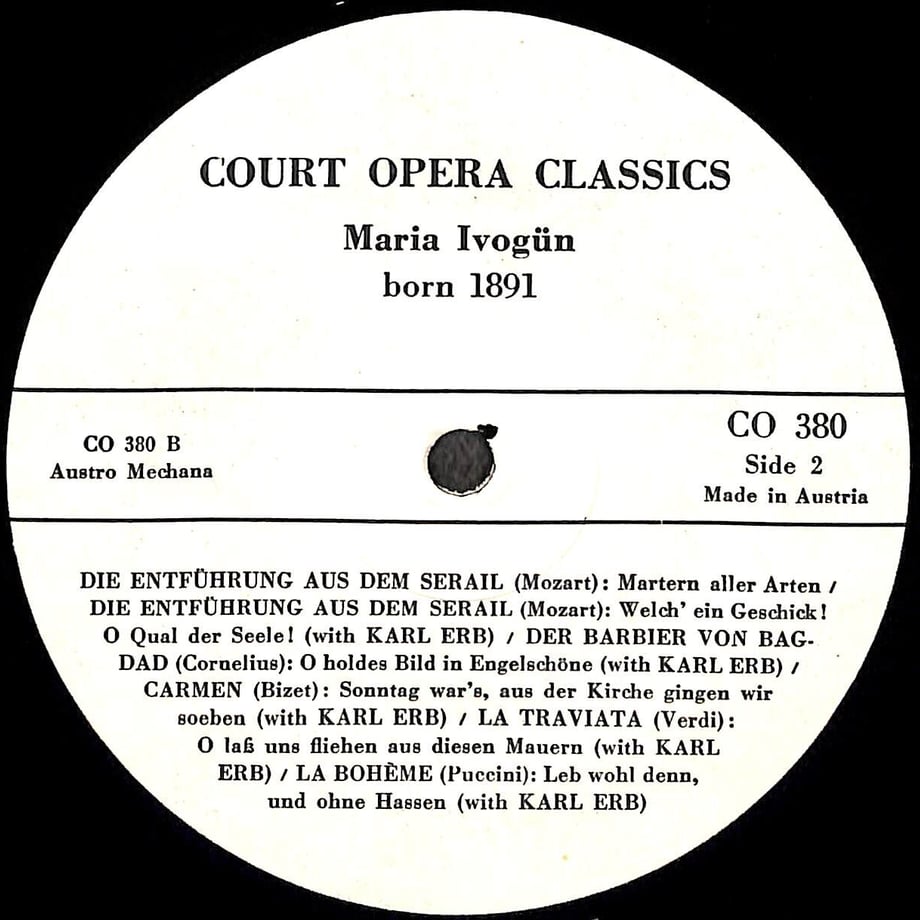 COURT OPERA CLASSICS
Maria Ivogün
born 1891
CO 380 B
Austro Mechana
CO 380
Side 2
Made in Austria
DIE ENTFÜHRUNG AUS DEM SERAIL (Mozart): Martern aller Arten /
DIE ENTFÜHRUNG AUS DEM SERAIL (Mozart): Welch' ein Geschick!
O Qual der Seele! (with KARL ERB) / DER BARBIER VON BAG-
DAD (Cornelius): O holdes Bild in Engelschöne (with KARL ERB) /
CARMEN (Bizet): Sonntag war's, aus der Kirche gingen wir
soeben (with KARL ERB) / LA TRAVIATA (Verdi):
O laß uns fliehen aus diesen Mauern (with KARL
ERB) / LA BOHÈME (Puccini): Leb wohl denn,
und ohne Hassen (with KARL ERB)